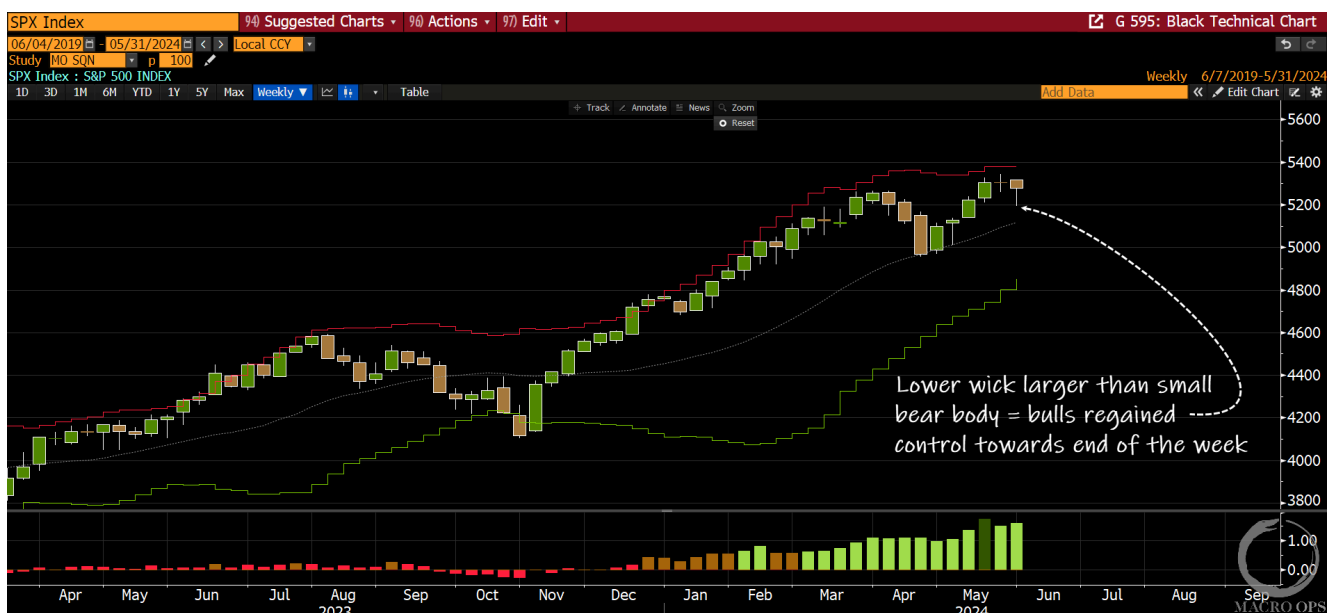 SPX Index 94) Suggested Charts 96) Actions 97) Edit G 595: Black Technical Chart
06/04/2019 - 05/31/2024 Local CCY
Study MO SQN p 100
SPX Index : S&P 500 INDEX
Weekly 6/7/2019-5/31/2024
1D 3D 1M 6M YTD 1Y 5Y Max Weekly ▼ Table Add Data « Edit Chart
Track Annotate News Zoom
Reset
5600
5400
5200
5000
4800
4600
4400
Lower wick larger than small
bear body = bulls regained
control towards end of the week
4200
4000
3800
1.00
0.00
Apr May Jun Jul Aug Sep Oct Nov Dec Jan Feb Mar Apr May Jun Jul Aug Sep
2023 2024
MACRO OPS